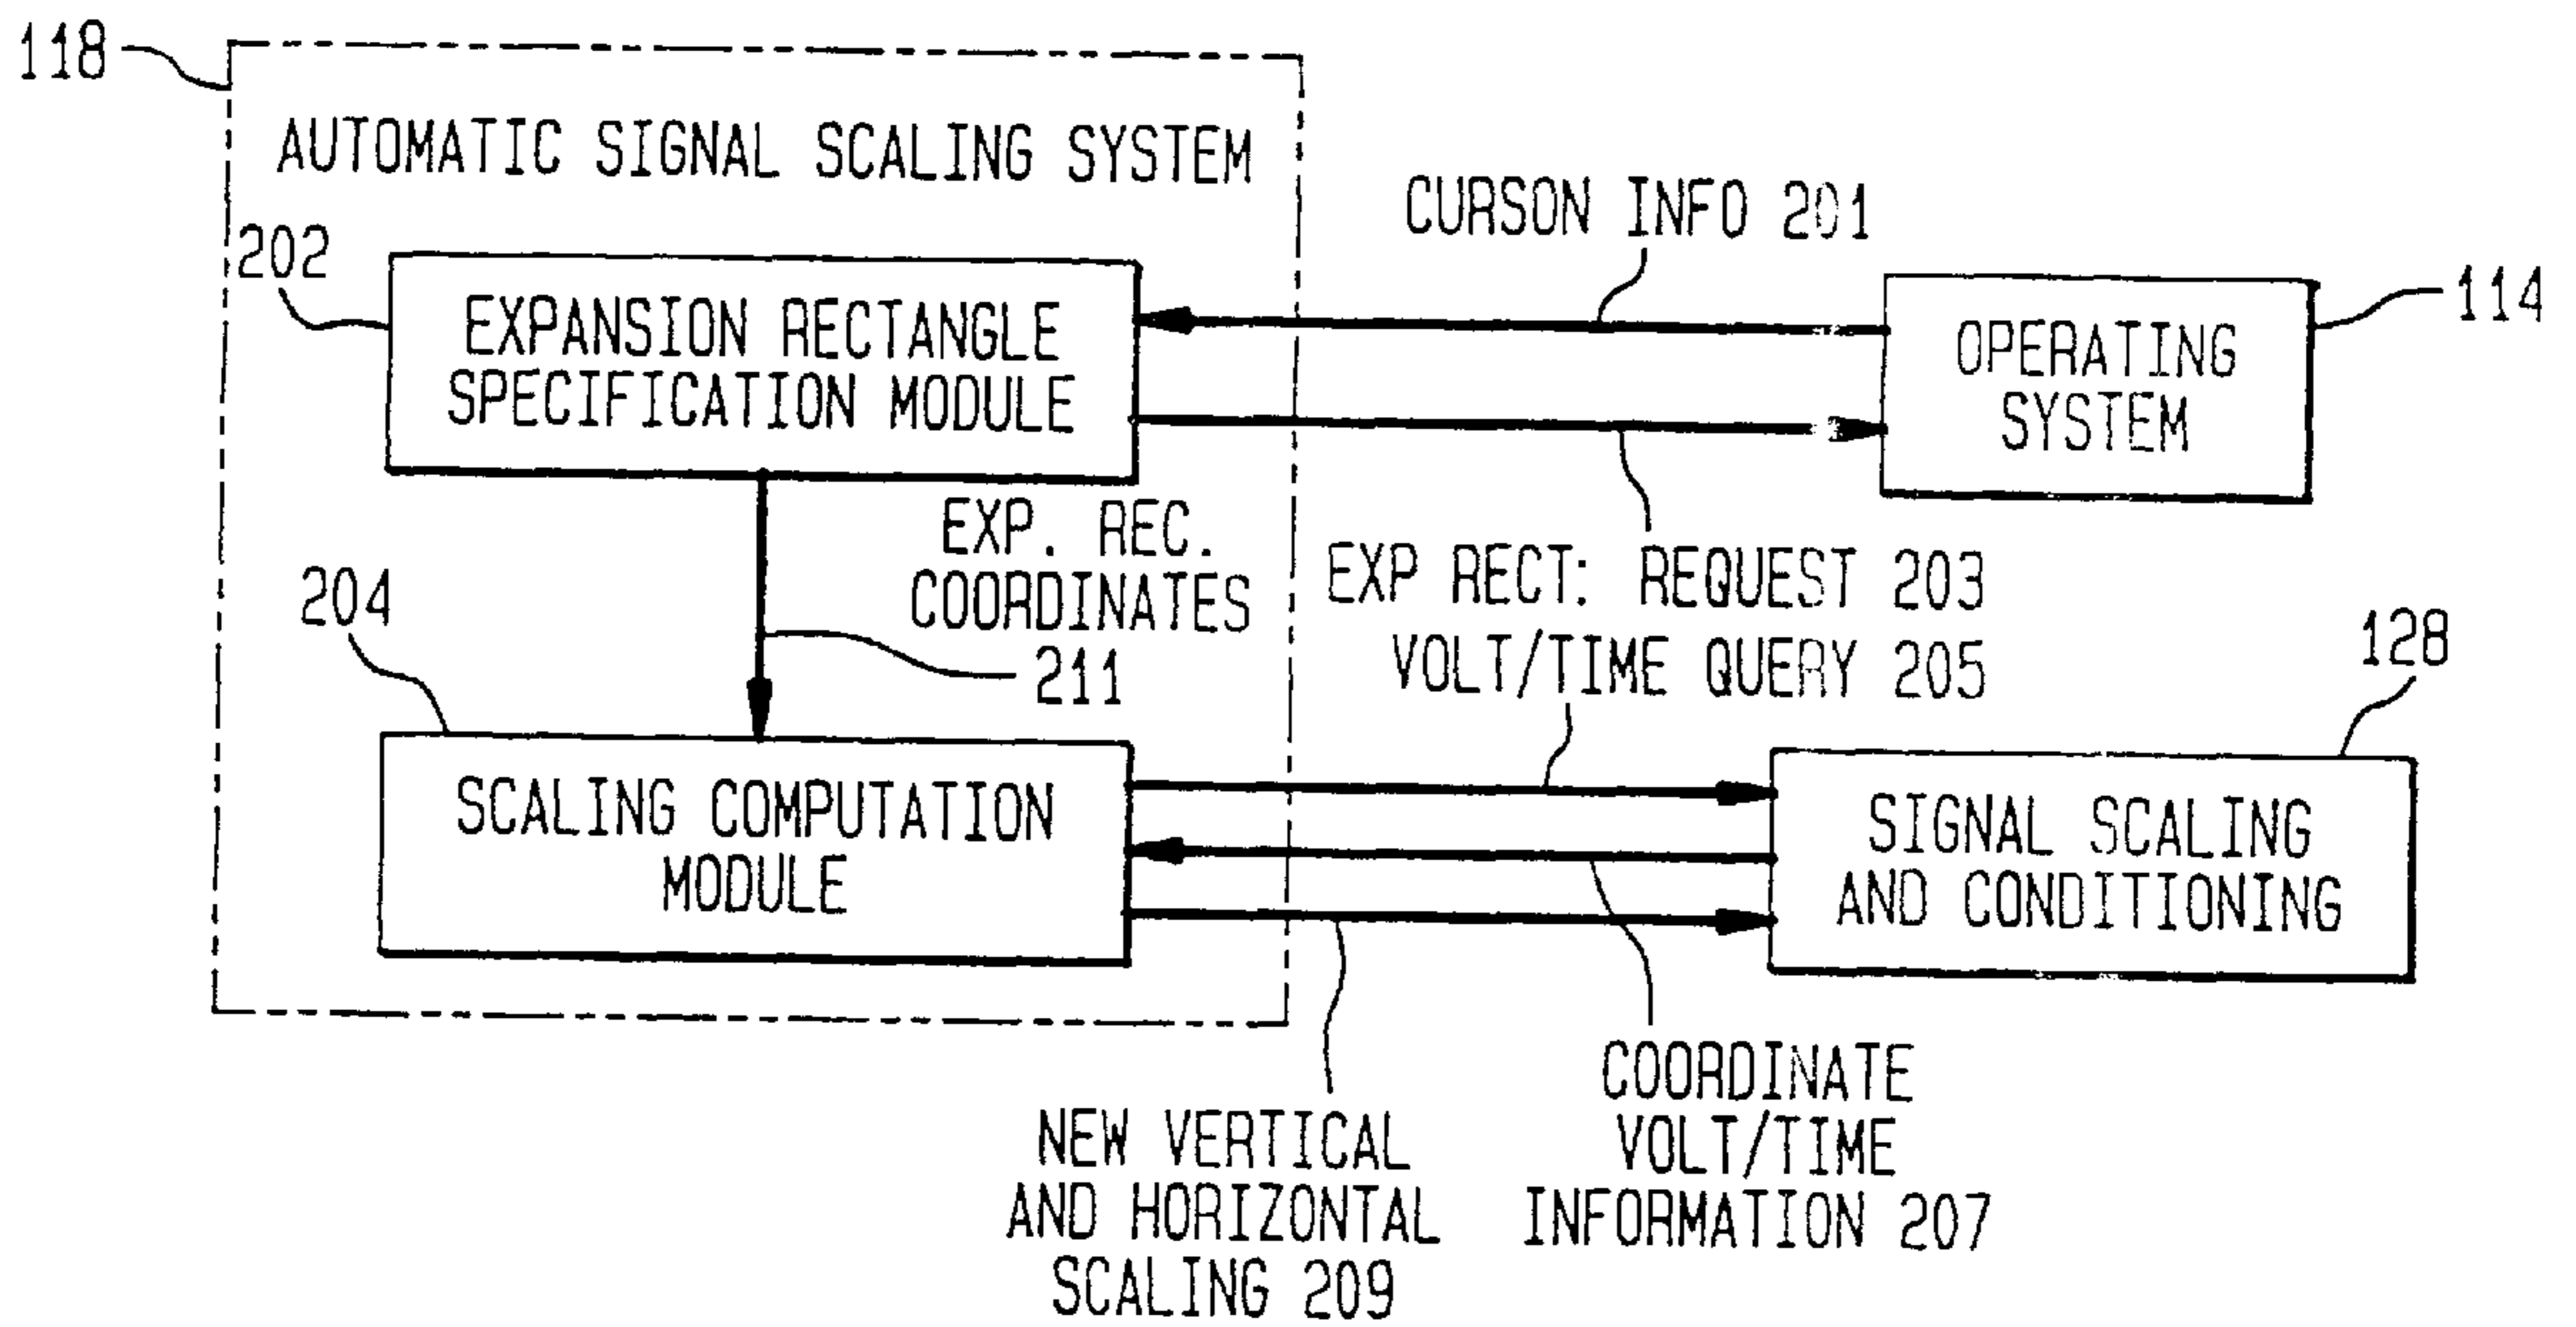 118
AUTOMATIC SIGNAL SCALING SYSTEM
202
EXPANSION RECTANGLE
SPECIFICATION MODULE
CURSON INFO 201
OPERATING
SYSTEM
114
EXP. REC.
COORDINATES
211
EXP RECT: REQUEST 203
VOLT/TIME QUERY 205
204
SCALING COMPUTATION
MODULE
128
SIGNAL SCALING
AND CONDITIONING
NEW VERTICAL
AND HORIZONTAL
SCALING 209
COORDINATE
VOLT/TIME
INFORMATION 207